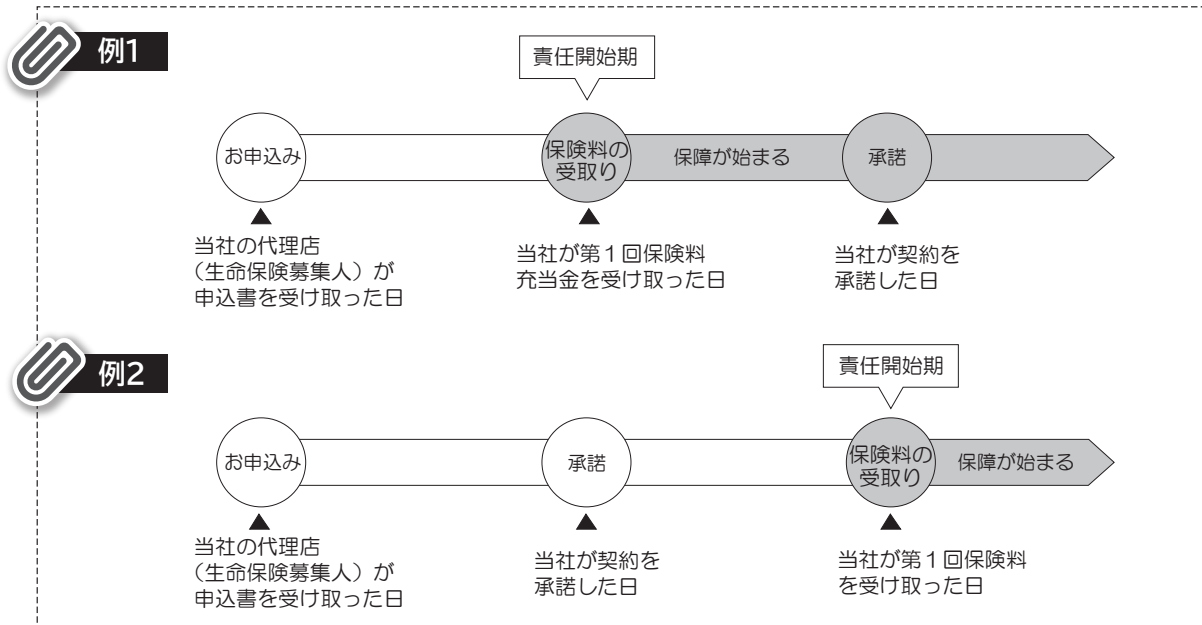 例1
責任開始期
お申込み
保険料の
受取り
保障が始まる
承諾
当社の代理店
（生命保険募集人）が
申込書を受け取った日
当社が第１回保険料
充当金を受け取った日
当社が契約を
承諾した日
例2
責任開始期
お申込み
承諾
保険料の
受取り
保障が始まる
当社の代理店
（生命保険募集人）が
申込書を受け取った日
当社が契約を
承諾した日
当社が第１回保険料
を受け取った日